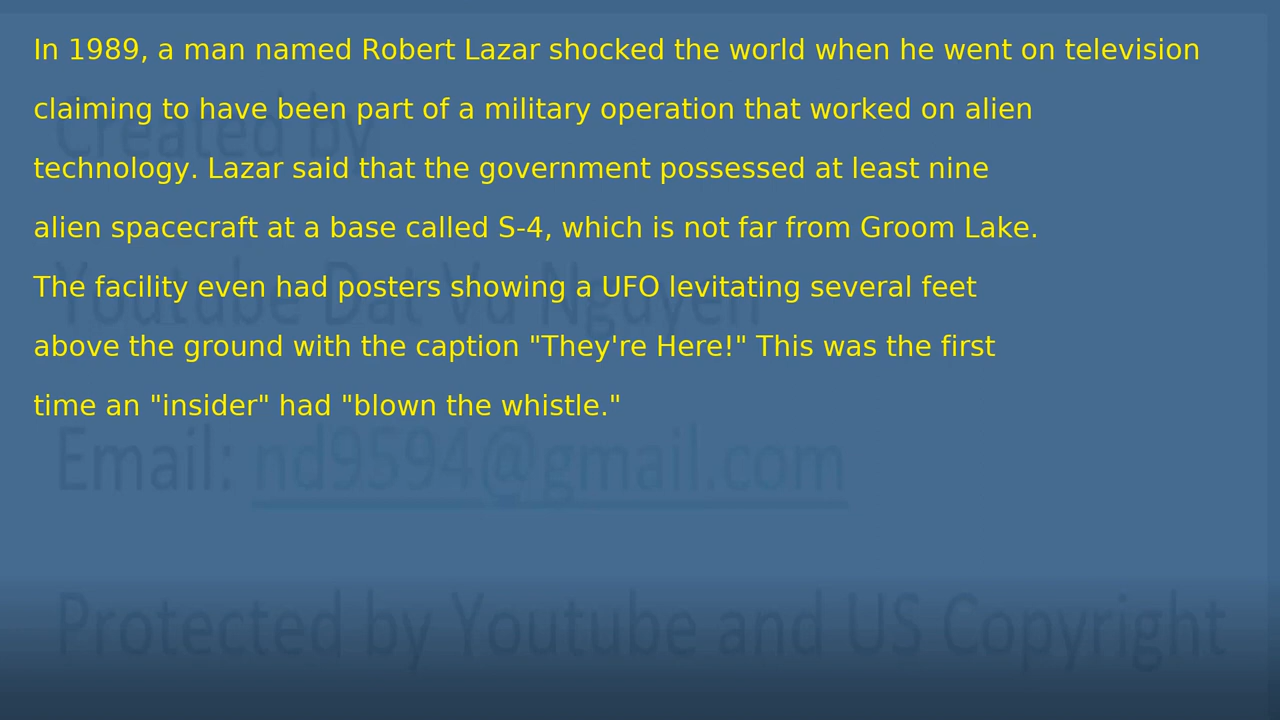 In 1989, a man named Robert Lazar shocked the world when he went on television
claiming to have been part of a military operation that worked on alien
Created by
technology. Lazar said that the government possessed at least nine
alien spacecraft at a base called S-4, which is not far from Groom Lake.
The facility even had posters showing a UFO levitating several feet
Youtube Dat Vu Nguyen
above the ground with the caption "They're Here!" This was the first
time an "insider" had "blown the whistle."
Email: nd9594@gmail.com
Protected by Youtube and US Copyright